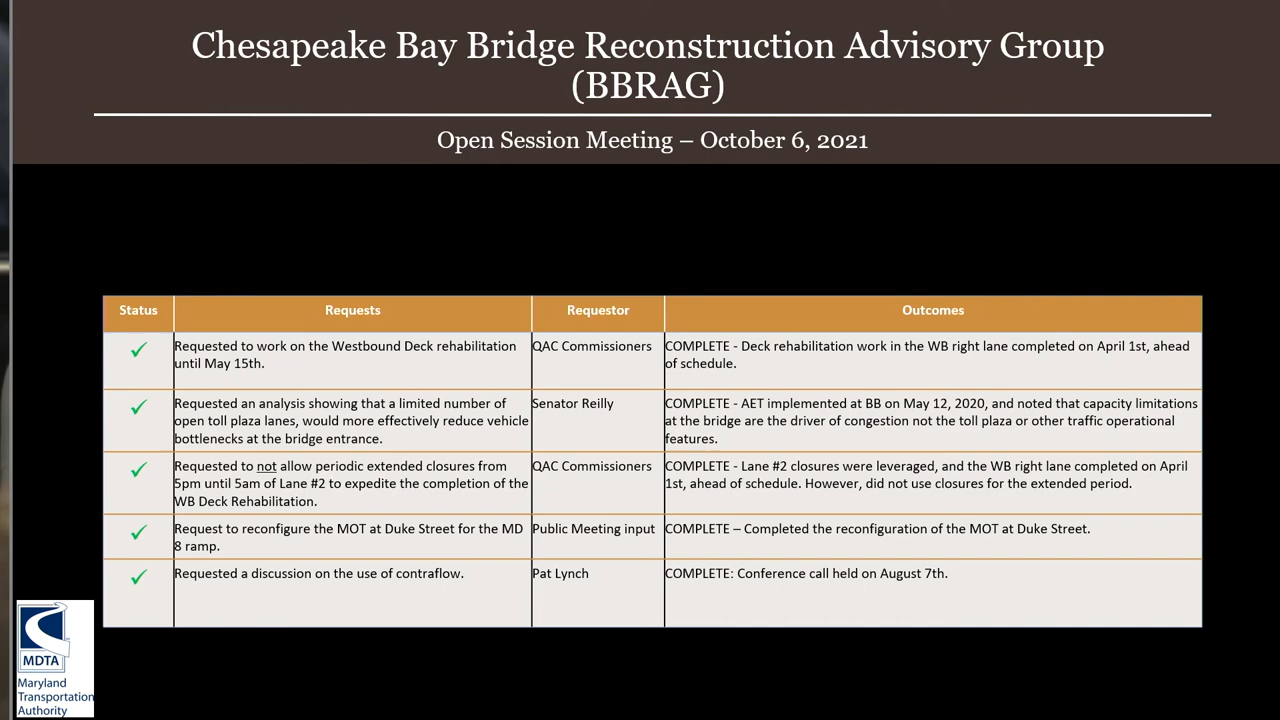 Chesapeake Bay Bridge Reconstruction Advisory Group
(BBRAG)
Open Session Meeting – October 6, 2021
Status
Requests
Requestor
Outcomes
✓
Requested to work on the Westbound Deck rehabilitation
until May 15th.
QAC Commissioners
COMPLETE - Deck rehabilitation work in the WB right lane completed on April 1st, ahead
of schedule.
✓
Requested an analysis showing that a limited number of
open toll plaza lanes, would more effectively reduce vehicle
bottlenecks at the bridge entrance.
Senator Reilly
COMPLETE - AET implemented at BB on May 12, 2020, and noted that capacity limitations
at the bridge are the driver of congestion not the toll plaza or other traffic operational
features.
✓
Requested to not allow periodic extended closures from
5pm until 5am of Lane #2 to expedite the completion of the
WB Deck Rehabilitation.
QAC Commissioners
COMPLETE - Lane #2 closures were leveraged, and the WB right lane completed on April
1st, ahead of schedule. However, did not use closures for the extended period.
✓
Request to reconfigure the MOT at Duke Street for the MD
8 ramp.
Public Meeting input
COMPLETE – Completed the reconfiguration of the MOT at Duke Street.
✓
Requested a discussion on the use of contraflow.
Pat Lynch
COMPLETE: Conference call held on August 7th.
MDTA
Maryland
Transportation
Authority